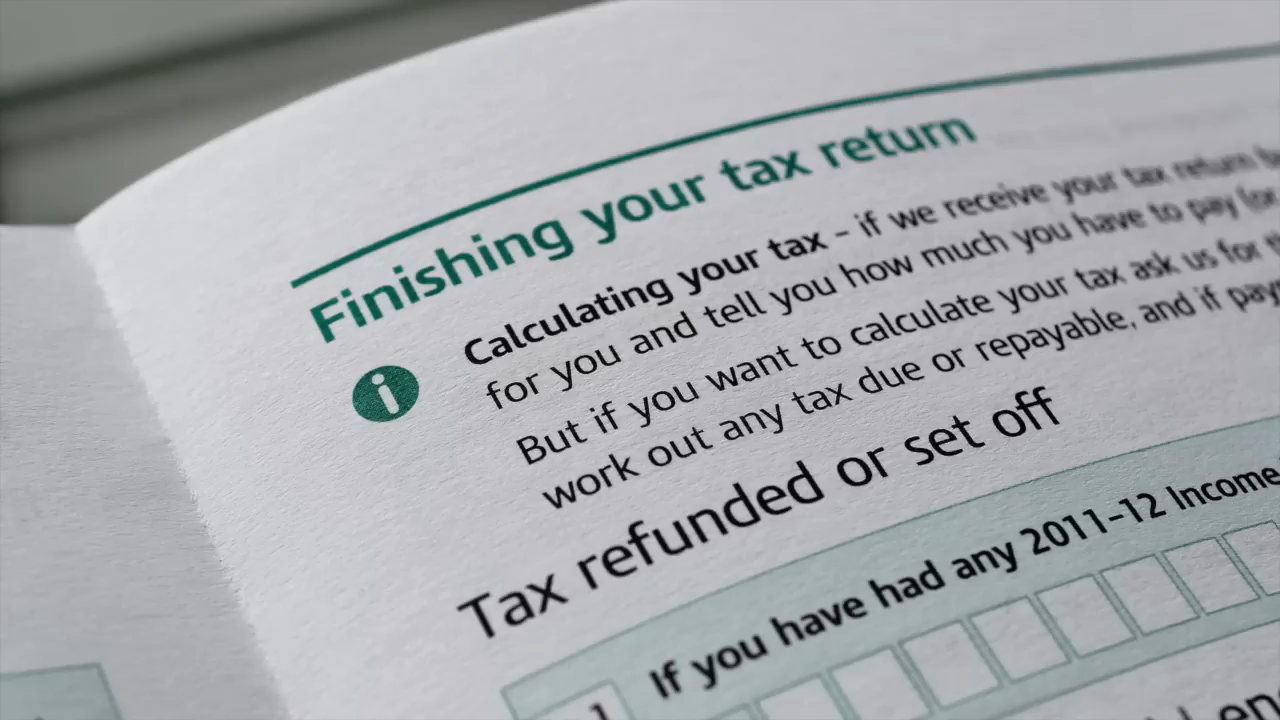 Finishing your tax return
i
Calculating your tax – if we receive your tax return
for you and tell you how much you have to pay (or
But if you want to calculate your tax ask us for
work out any tax due or repayable, and if
Tax refunded or set off
1
If you have had any 2011–12 Income